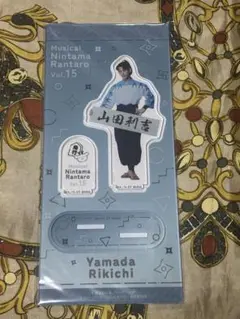 Musical
Nintama
Rantaro
Vol.15
山田利吉
Musical
Nintama
Rantaro
Vol.15
Yamada
Rikichi